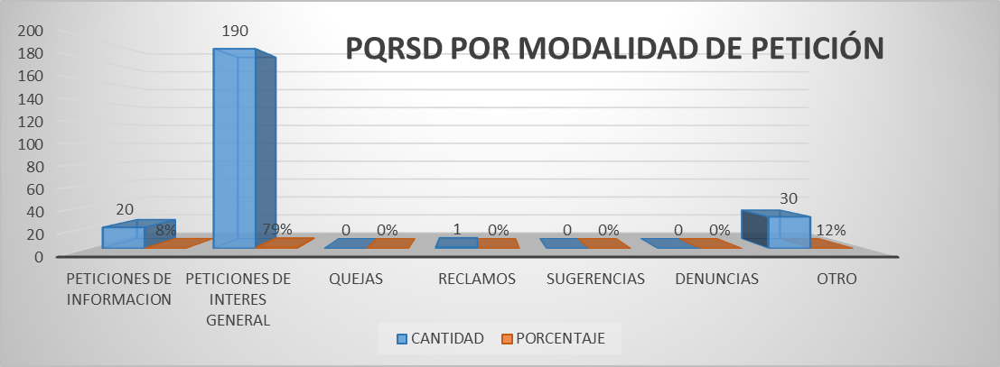 PQRSD POR MODALIDAD DE PETICIÓN
200
180
160
140
120
100
80
60
40
20
0
20
8%
190
79%
0
0%
1
0%
0
0%
0
0%
30
12%
PETICIONES DE
INFORMACION
PETICIONES DE
INTERES
GENERAL
QUEJAS
RECLAMOS
SUGERENCIAS
DENUNCIAS
OTRO
CANTIDAD
PORCENTAJE